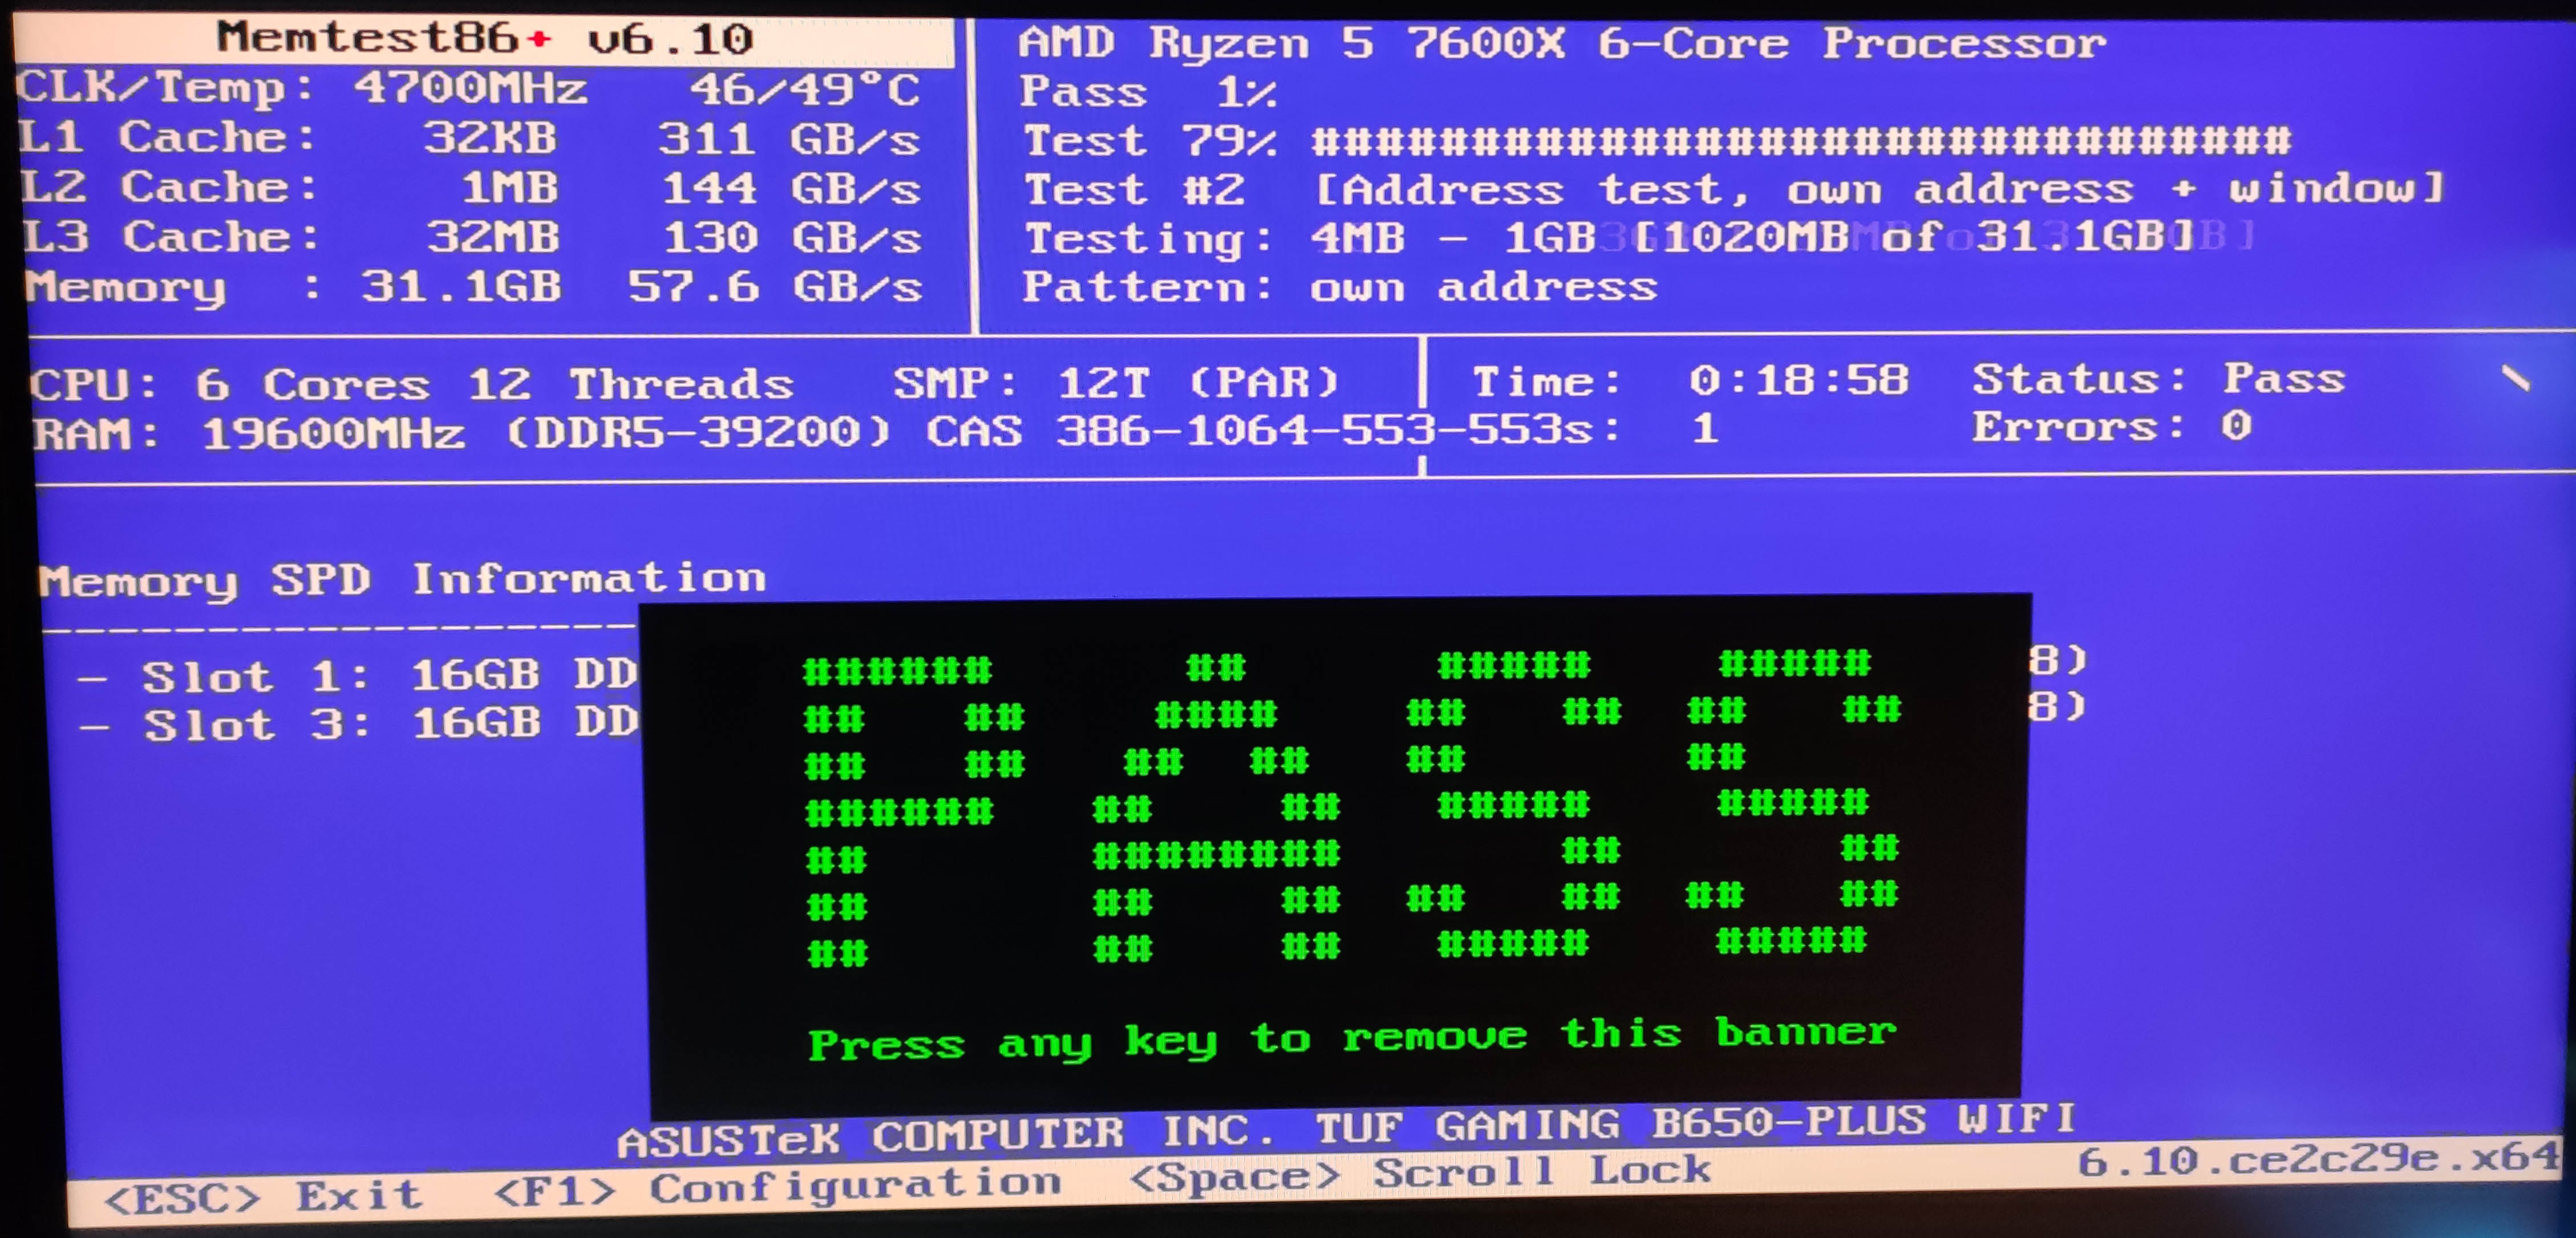 Memtest86+ v6.10
AMD Ryzen 5 7600X 6-Core Processor
CLK/Temp: 4700MHz 46/49°C
Pass 1%
L1 Cache: 32KB 311 GB/s
Test 79% ###############################
L2 Cache: 1MB 144 GB/s
Test #2 [Address test, own address + window]
L3 Cache: 32MB 130 GB/s
Testing: 4MB - 1GB [1020MB of 31.1GB]
Memory : 31.1GB 57.6 GB/s
Pattern: own address
CPU: 6 Cores 12 Threads SMP: 12T (PAR)
Time: 0:18:58 Status: Pass \
RAM: 19600MHz (DDR5-39200) CAS 386-1064-553-553s: 1 Errors: 0
Memory SPD Information
----------------------
- Slot 1: 16GB DD 8)
- Slot 3: 16GB DD 8)
PASS
Press any key to remove this banner
ASUSTeK COMPUTER INC. TUF GAMING B650-PLUS WIFI
<ESC> Exit <F1> Configuration <Space> Scroll Lock 6.10.ce2c29e.x64